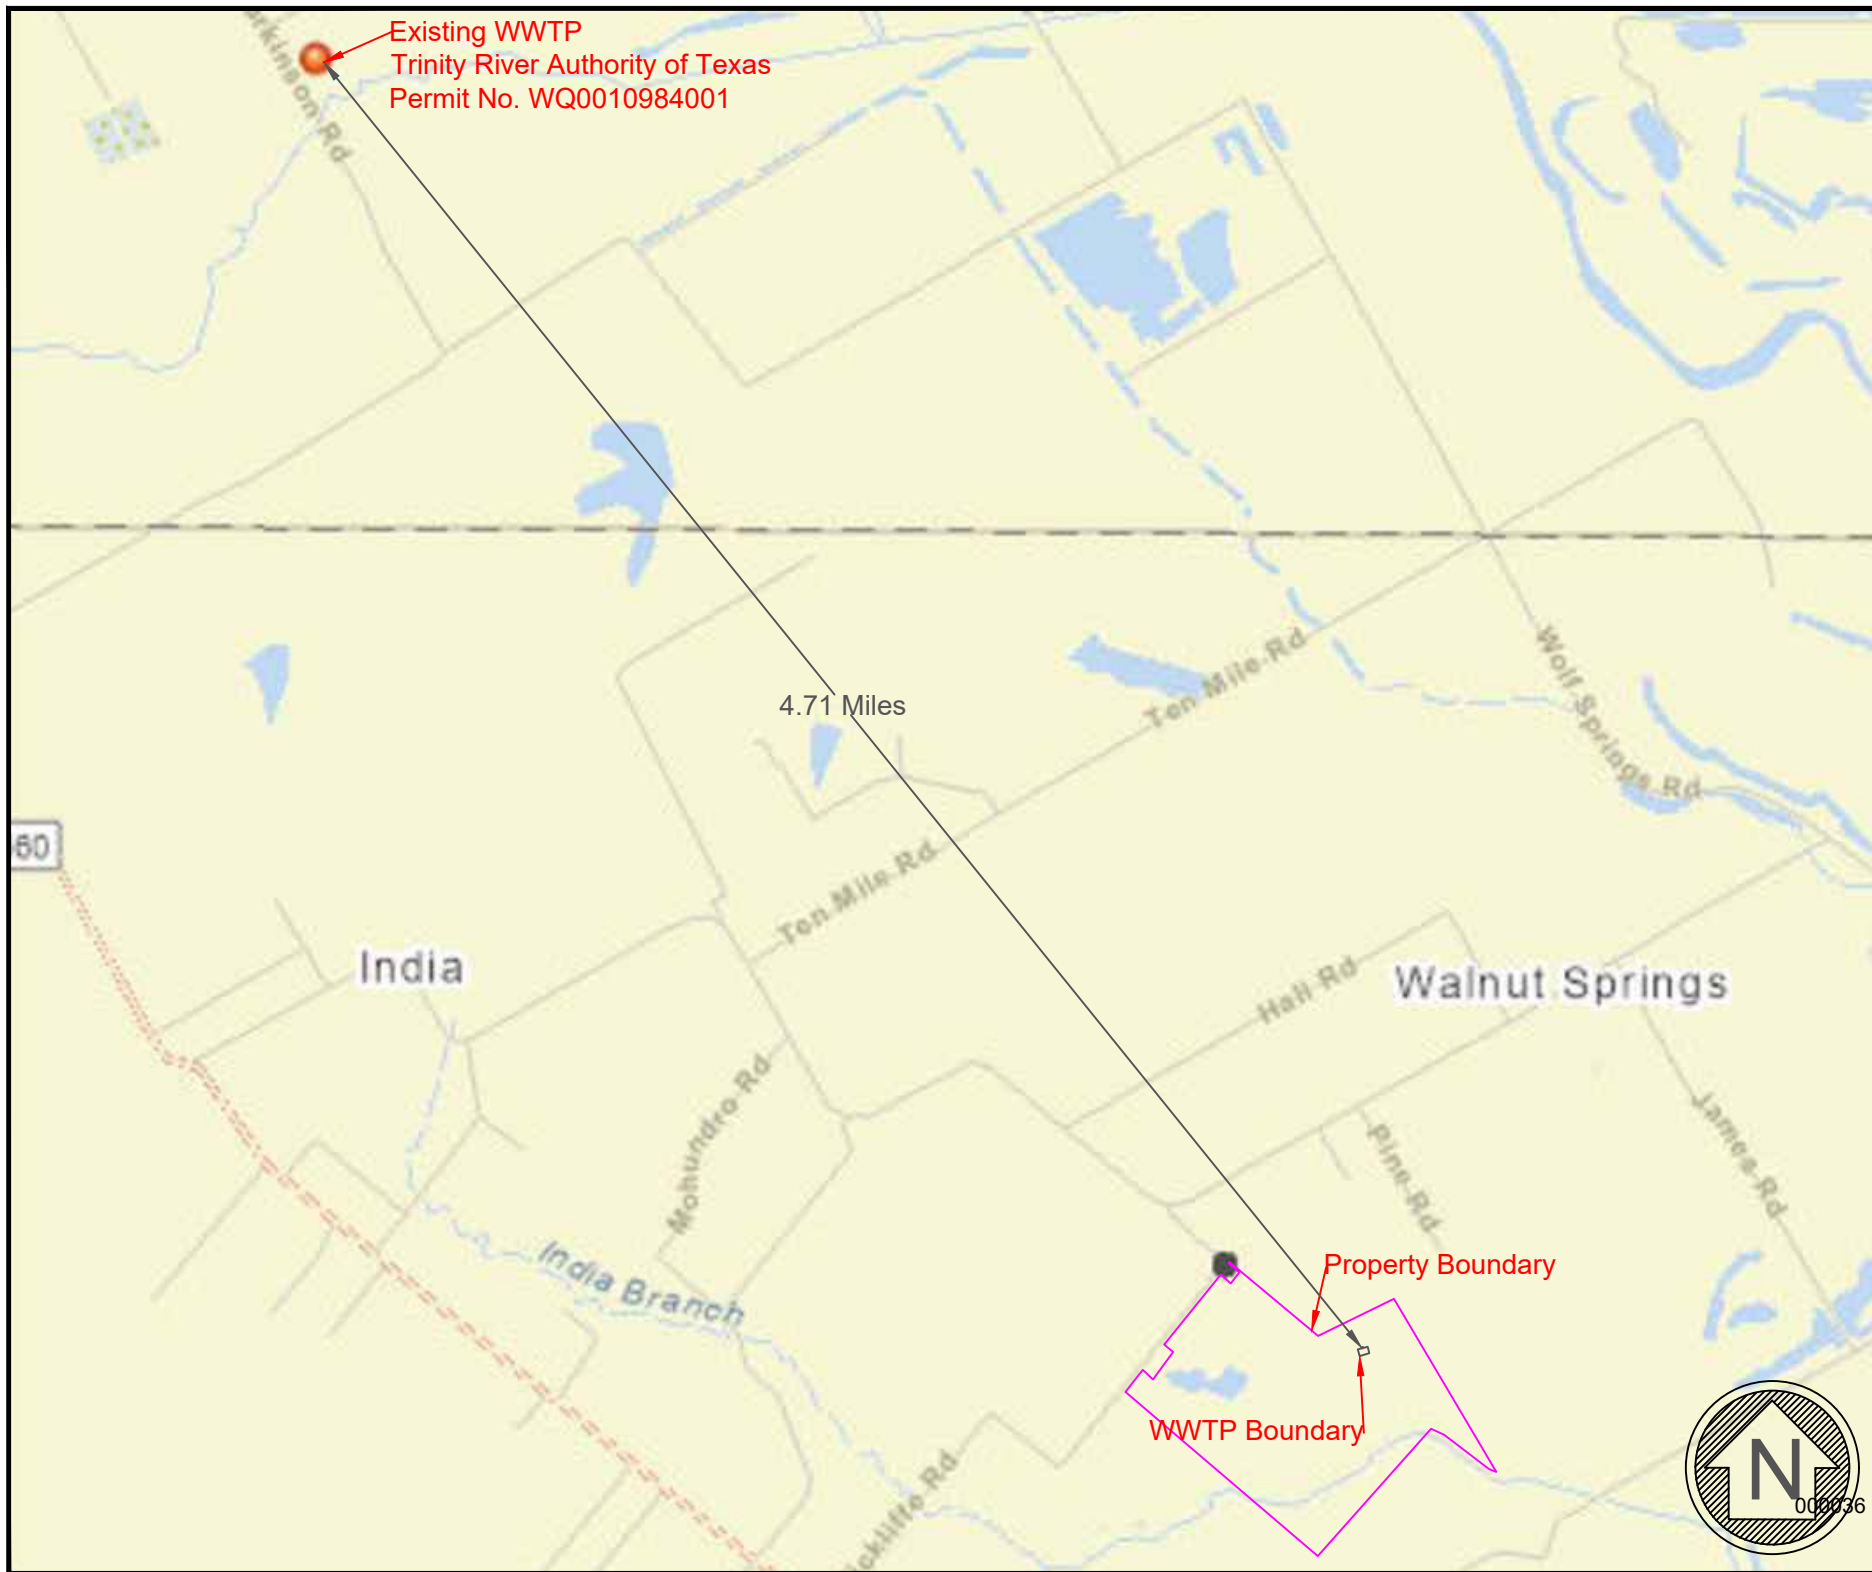 Existing WWTP
Trinity River Authority of Texas
Permit No. WQ0010984001
4.71 Miles
Ten Mile Rd
Wolf Springs Rd
60
Ten Mile Rd
India
Hall Rd
Walnut Springs
Mohundro Rd
Pine Rd
James Rd
India Branch
Property Boundary
WWTP Boundary
N
000036